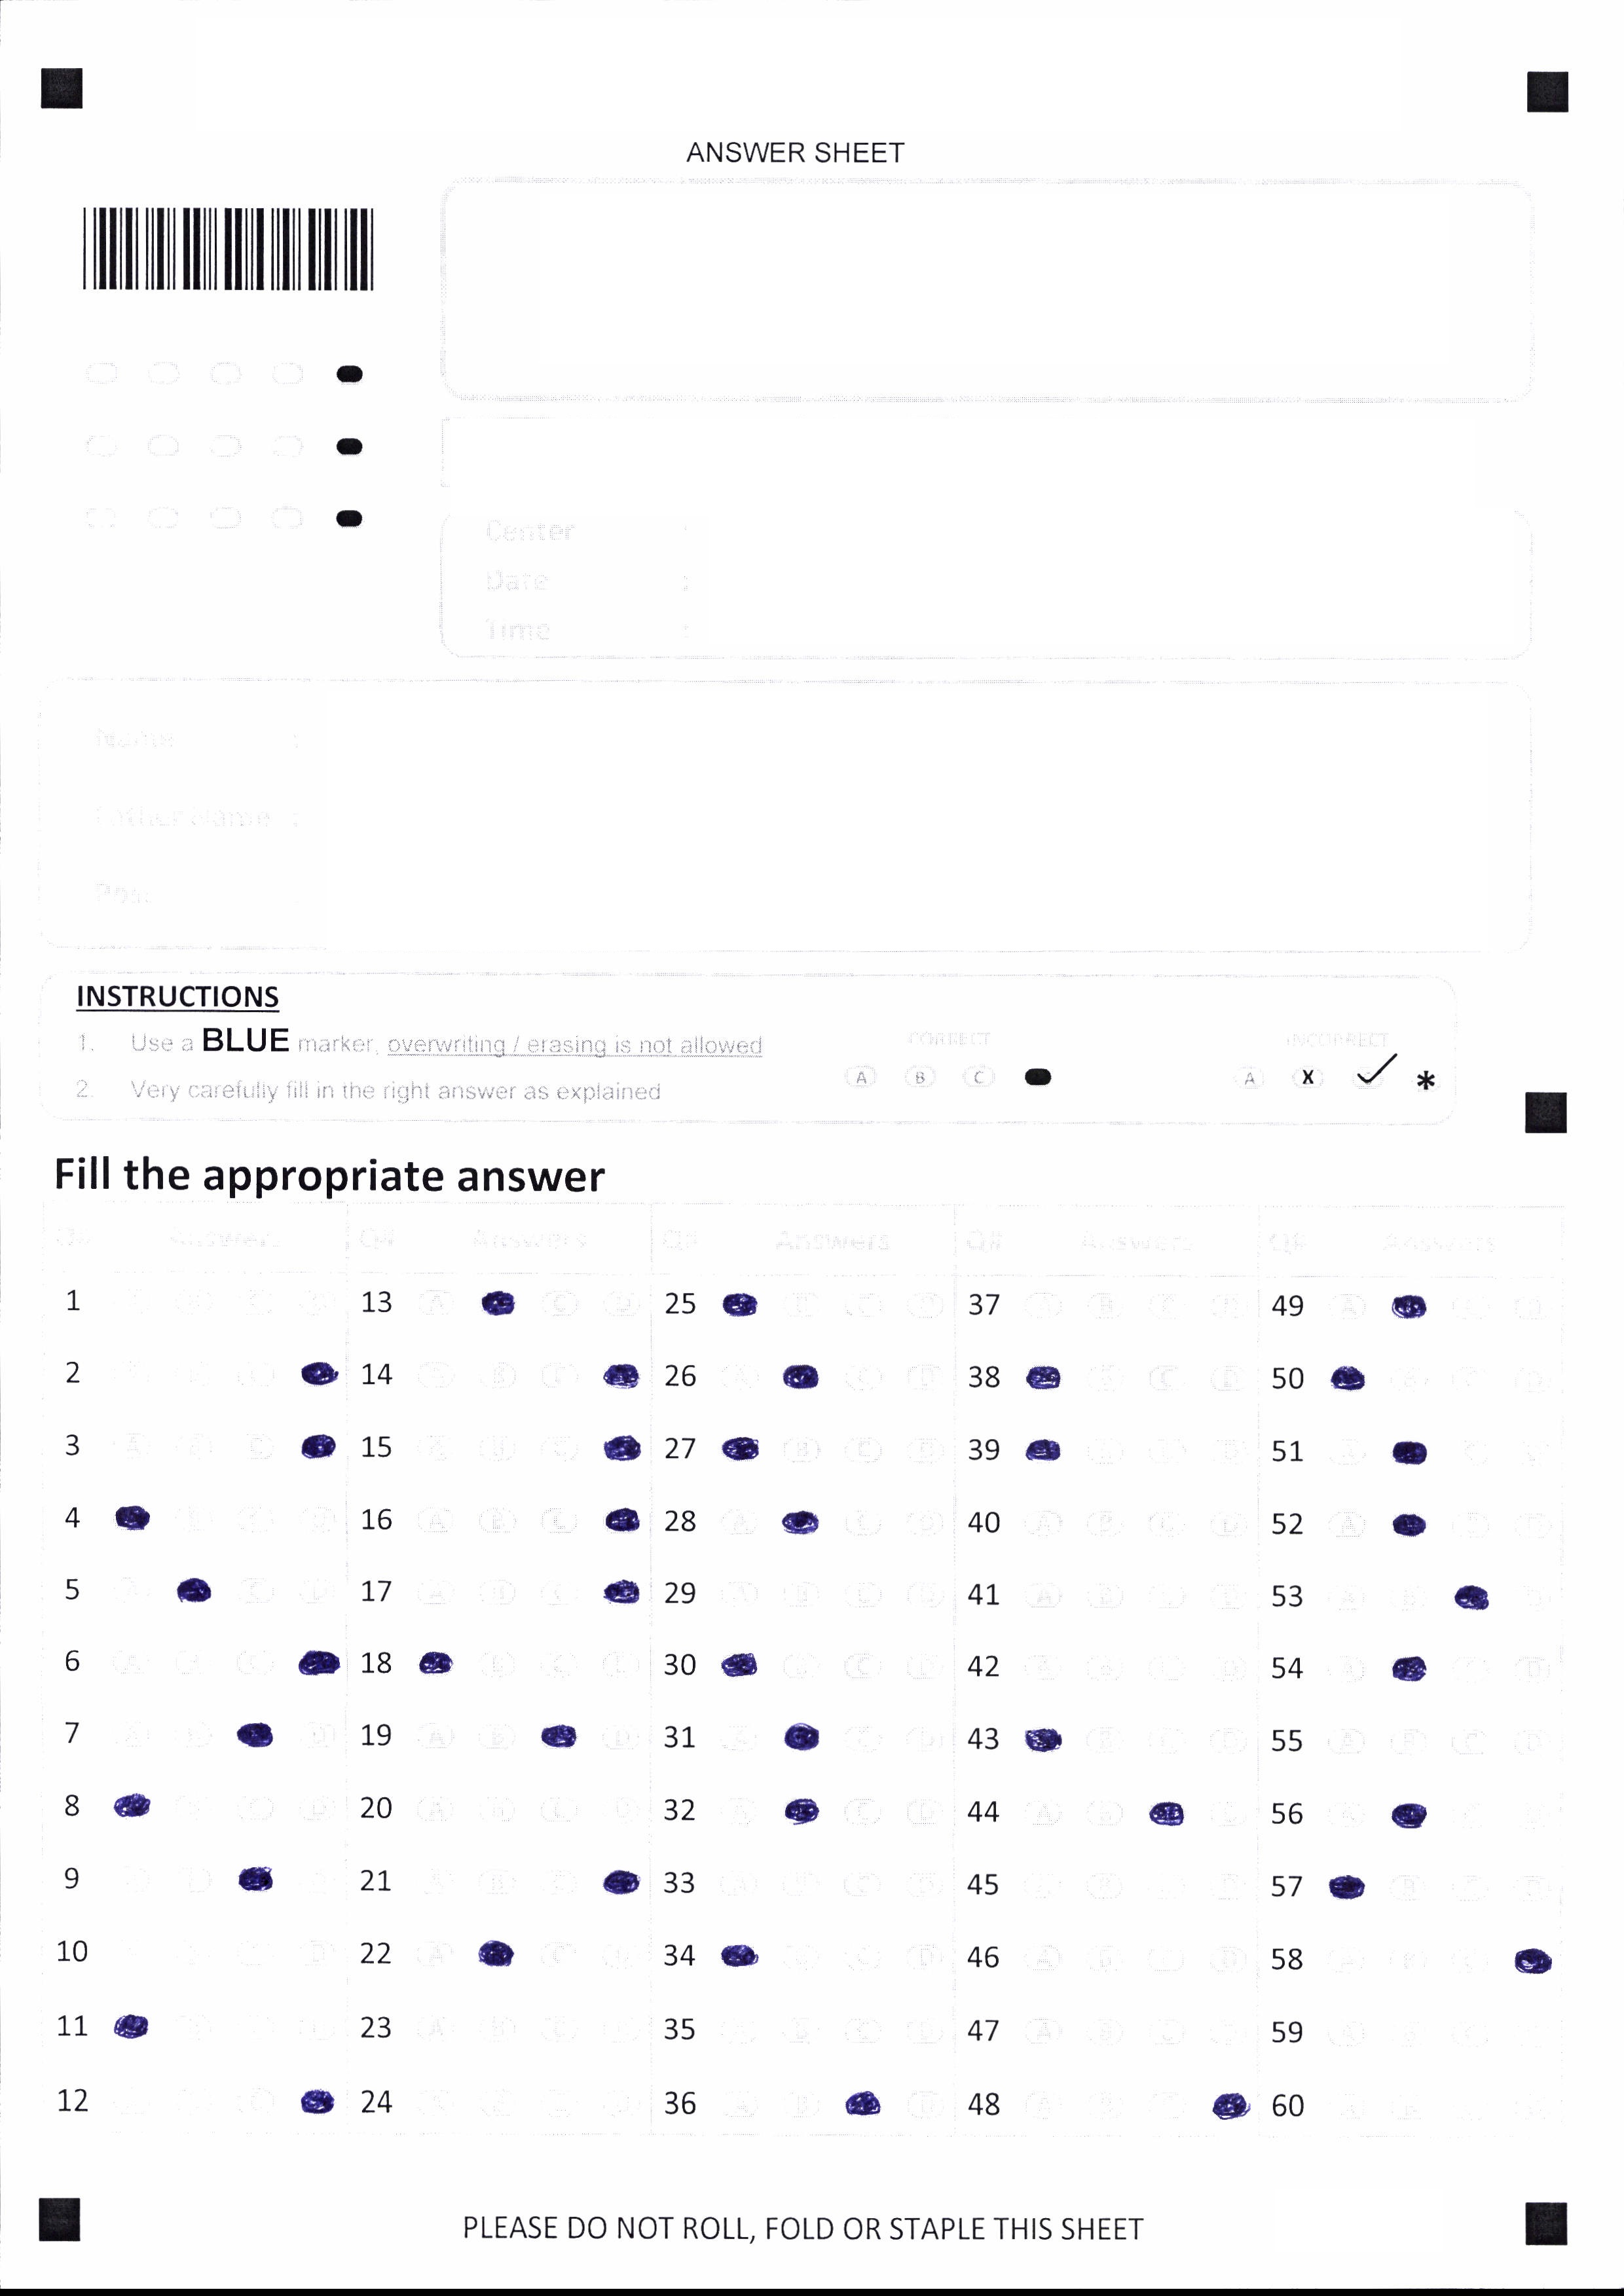 ANSWER SHEET
Center :
Date :
Time :
Name :
Father Name :
Post
INSTRUCTIONS
1. Use a BLUE marker, overwriting / erasing is not allowed
CORRECT INCORRECT
2. Very carefully fill in the right answer as explained
A B C A X
Fill the appropriate answer
Q# Answers Q# Answers Q# Answers Q# Answers Q# Answers
1 13 25 37 49
2 14 26 38 50
3 15 27 39 51
4 16 28 40 52
5 17 29 41 53
6 18 30 42 54
7 19 31 43 55
8 20 32 44 56
9 21 33 45 57
10 22 34 46 58
11 23 35 47 59
12 24 36 48 60
PLEASE DO NOT ROLL, FOLD OR STAPLE THIS SHEET